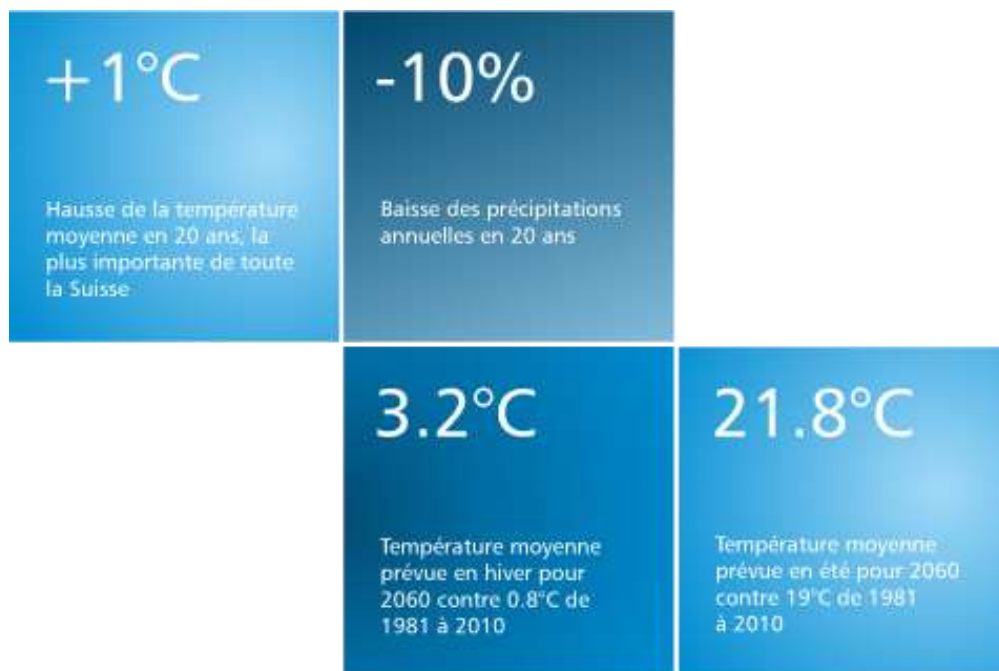 +1°C
Hausse de la température
moyenne en 20 ans, la
plus importante de toute
la Suisse
-10%
Baisse des précipitations
annuelles en 20 ans
3.2°C
Température moyenne
prévue en hiver pour
2060 contre 0.8°C de
1981 à 2010
21.8°C
Température moyenne
prévue en été pour 2060
contre 19°C de 1981
à 2010